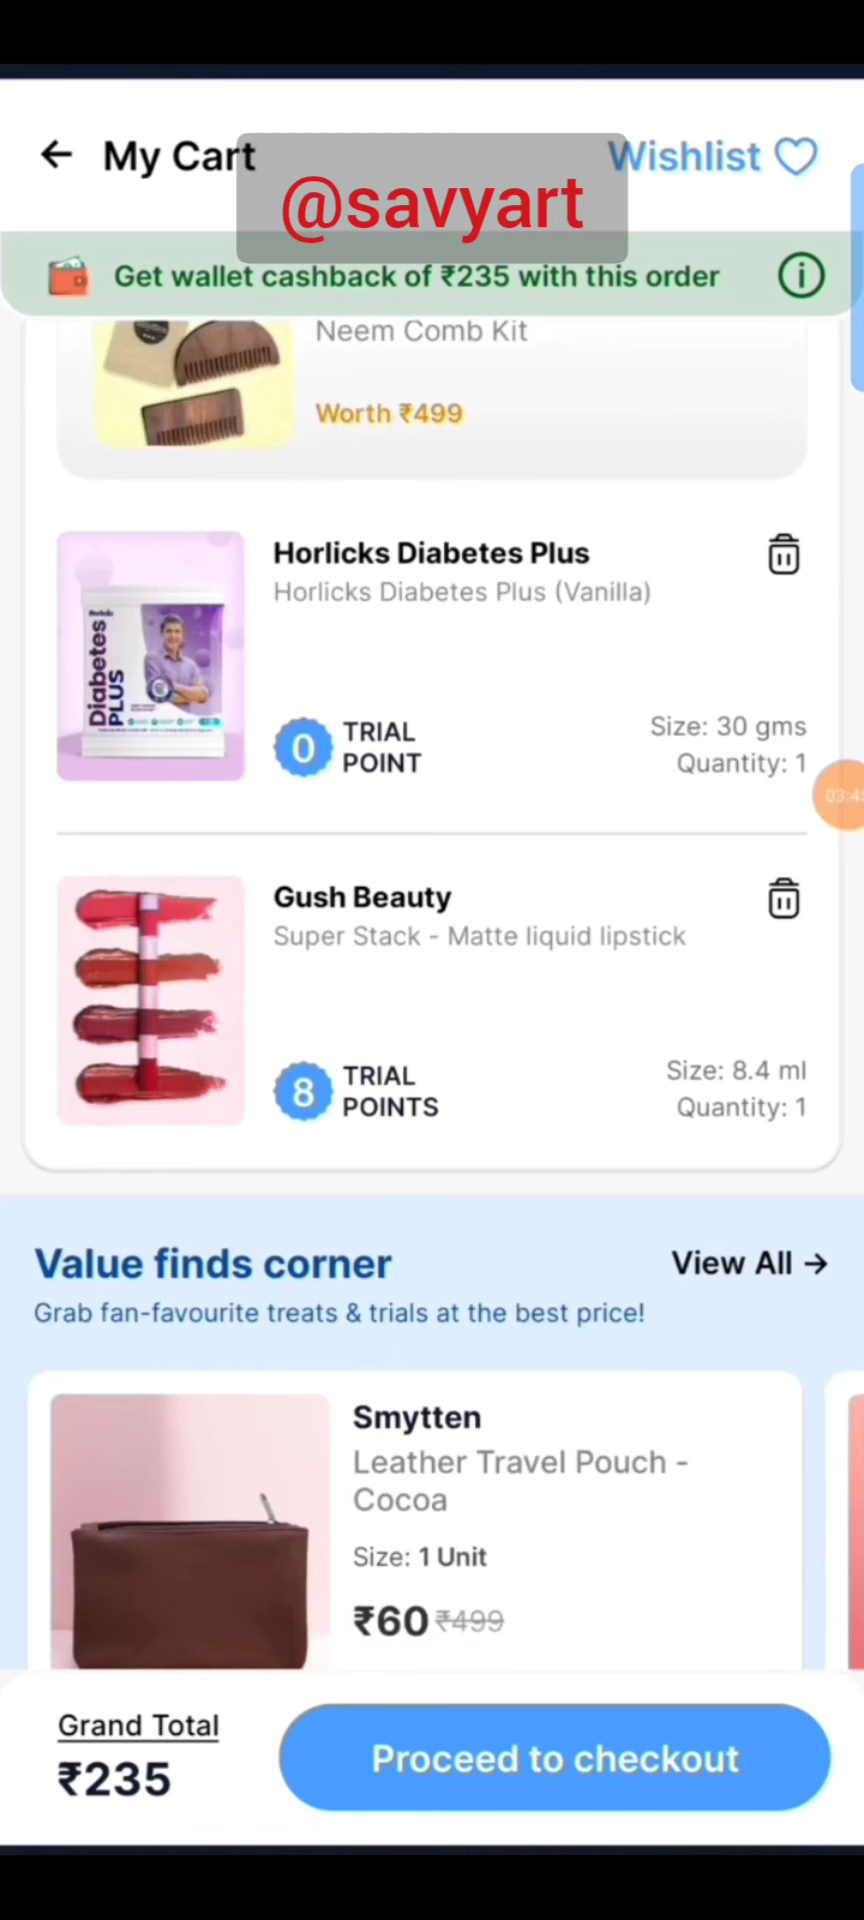 My Cart
Wishlist
@savyart
Get wallet cashback of ₹235 with this order
Neem Comb Kit
Worth ₹499
Horlicks Diabetes Plus
Horlicks Diabetes Plus (Vanilla)
Diabetes
PLUS
0 TRIAL
POINT
Size: 30 gms
Quantity: 1
03:4
Gush Beauty
Super Stack - Matte liquid lipstick
8 TRIAL
POINTS
Size: 8.4 ml
Quantity: 1
Value finds corner
View All →
Grab fan-favourite treats & trials at the best price!
Smytten
Leather Travel Pouch -
Cocoa
Size: 1 Unit
₹60 ₹499
Grand Total
₹235
Proceed to checkout